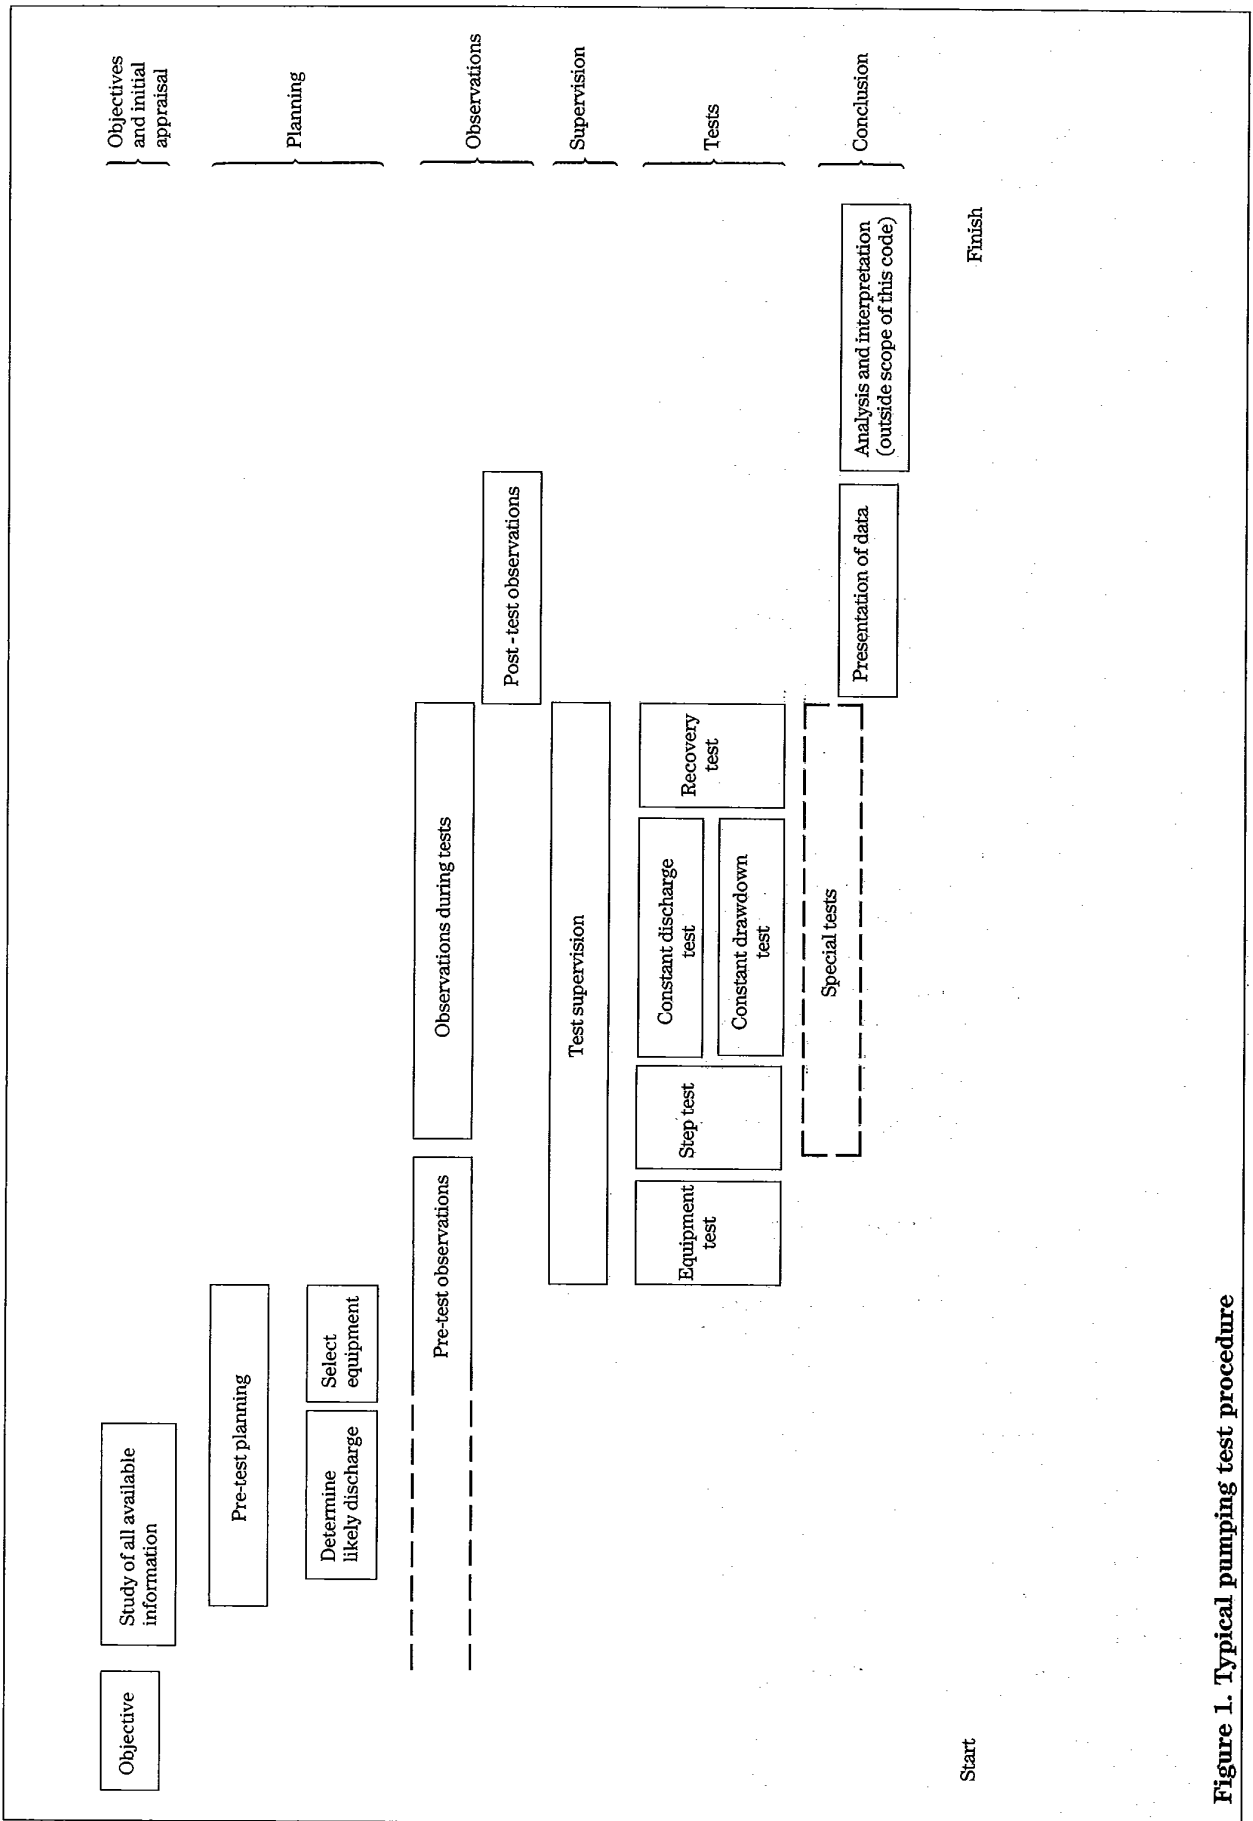 Objective
Study of all available
information
Objectives
and initial
appraisal
Pre-test planning
Determine
likely discharge
Select
equipment
Planning
Pre-test observations
Observations during tests
Post-test observations
Observations
Test supervision
Supervision
Equipment
test
Step test
Constant discharge
test
Constant drawdown
test
Recovery
test
Tests
Special tests
Presentation of data
Analysis and interpretation
(outside scope of this code)
Conclusion
Start
Finish
Figure 1. Typical pumping test procedure